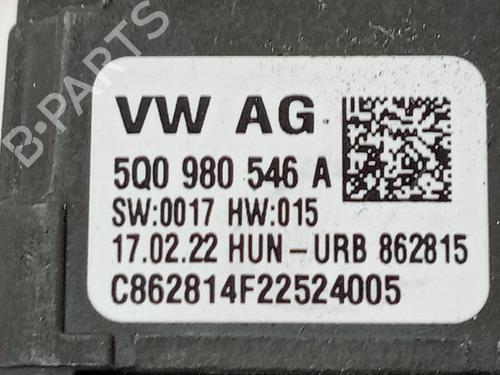 B-PARTS
VW AG
5Q0 980 546 A
SW:0017 HW:015
17.02.22 HUN-URB 862815
C862814F22524005